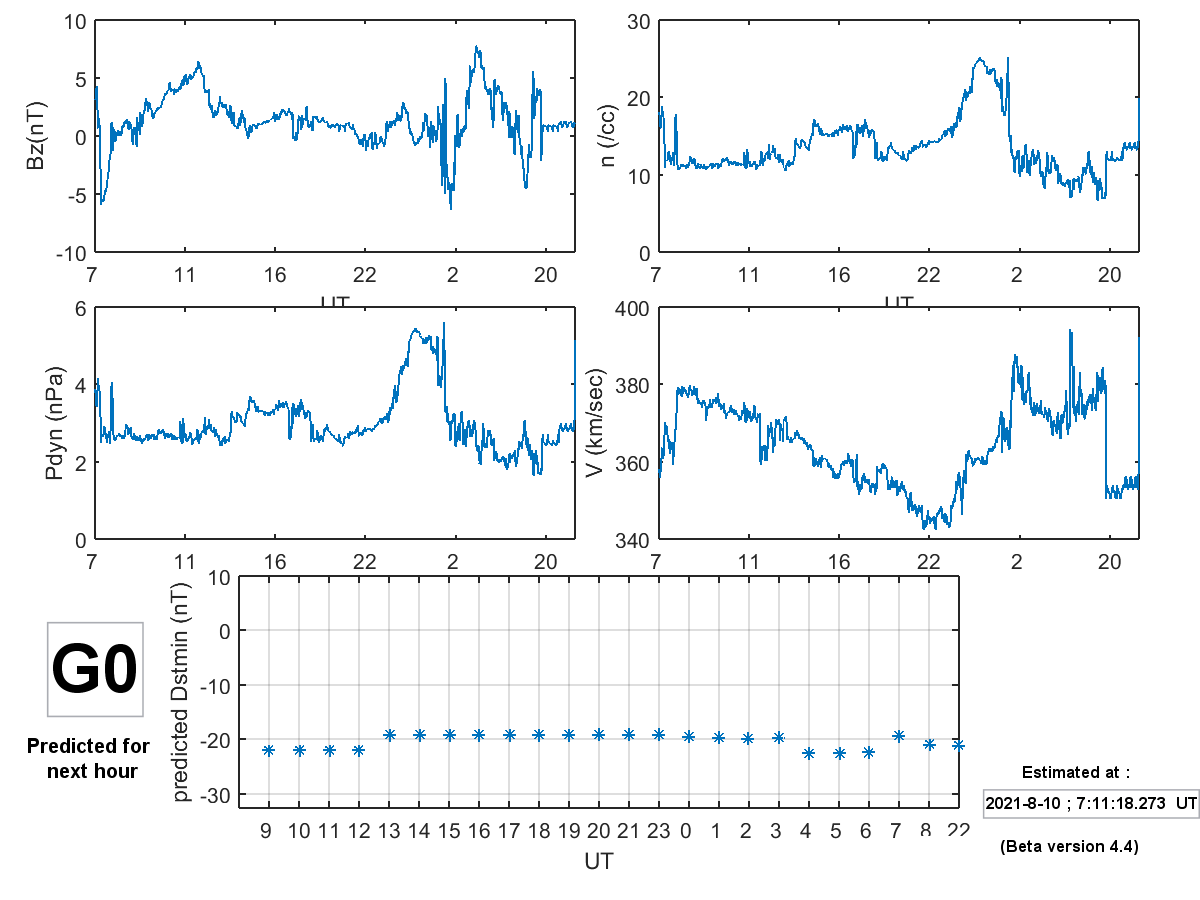 10
5
0
-5
-10
Bz(nT)
7 11 16 22 2 20
UT
30
20
10
0
n (/cc)
7 11 16 22 2 20
UT
6
4
2
0
Pdyn (nPa)
7 11 16 22 2 20
400
380
360
340
V (km/sec)
7 11 16 22 2 20
10
0
-10
-20
-30
predicted Dstmin (nT)
9 10 11 12 13 14 15 16 17 18 19 20 21 23 0 1 2 3 4 5 6 7 8 22
UT
G0
Predicted for
next hour
Estimated at :
2021-8-10 ; 7:11:18.273 UT
(Beta version 4.4)